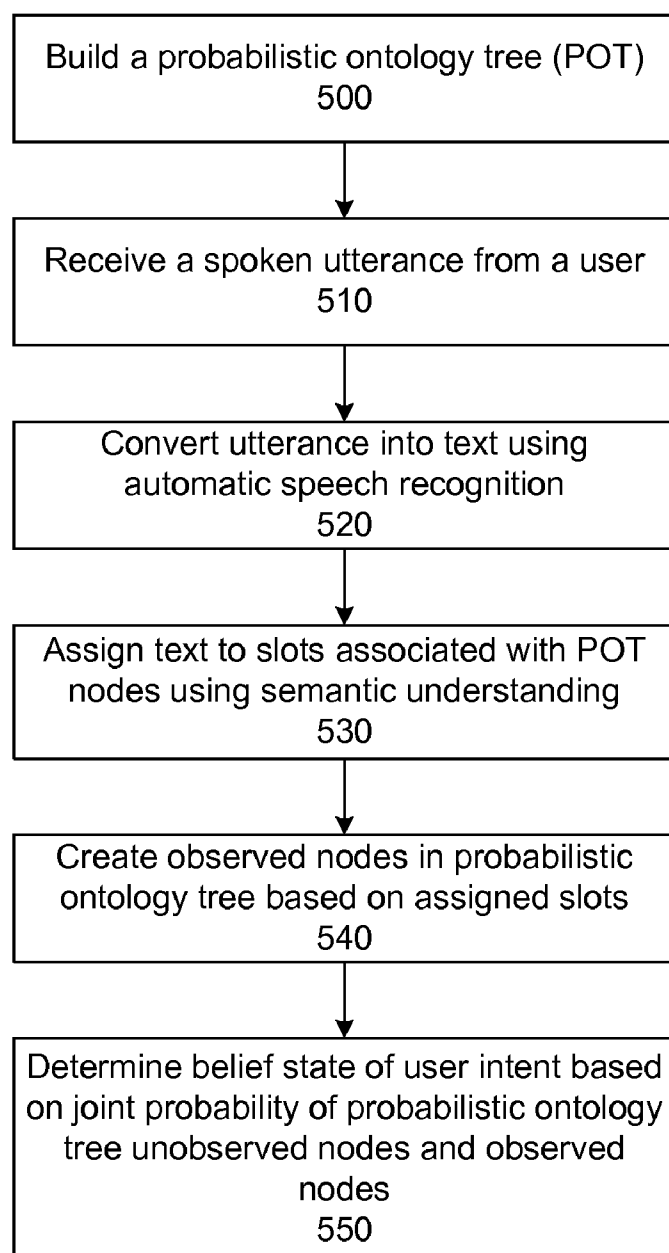 Build a probabilistic ontology tree (POT)
500
Receive a spoken utterance from a user
510
Convert utterance into text using
automatic speech recognition
520
Assign text to slots associated with POT
nodes using semantic understanding
530
Create observed nodes in probabilistic
ontology tree based on assigned slots
540
Determine belief state of user intent based
on joint probability of probabilistic ontology
tree unobserved nodes and observed
nodes
550